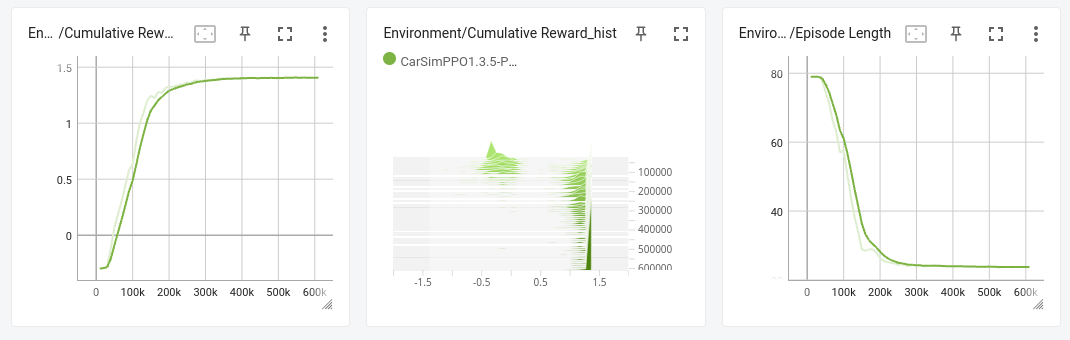 En... /Cumulative Rew...
1.5
1
0.5
0
0 100k 200k 300k 400k 500k 600k
Environment/Cumulative Reward_hist
CarSimPPO1.3.5-P...
100000
200000
300000
400000
500000
600000
-1.5 -0.5 0.5 1.5
Enviro... /Episode Length
80
60
40
0 100k 200k 300k 400k 500k 600k